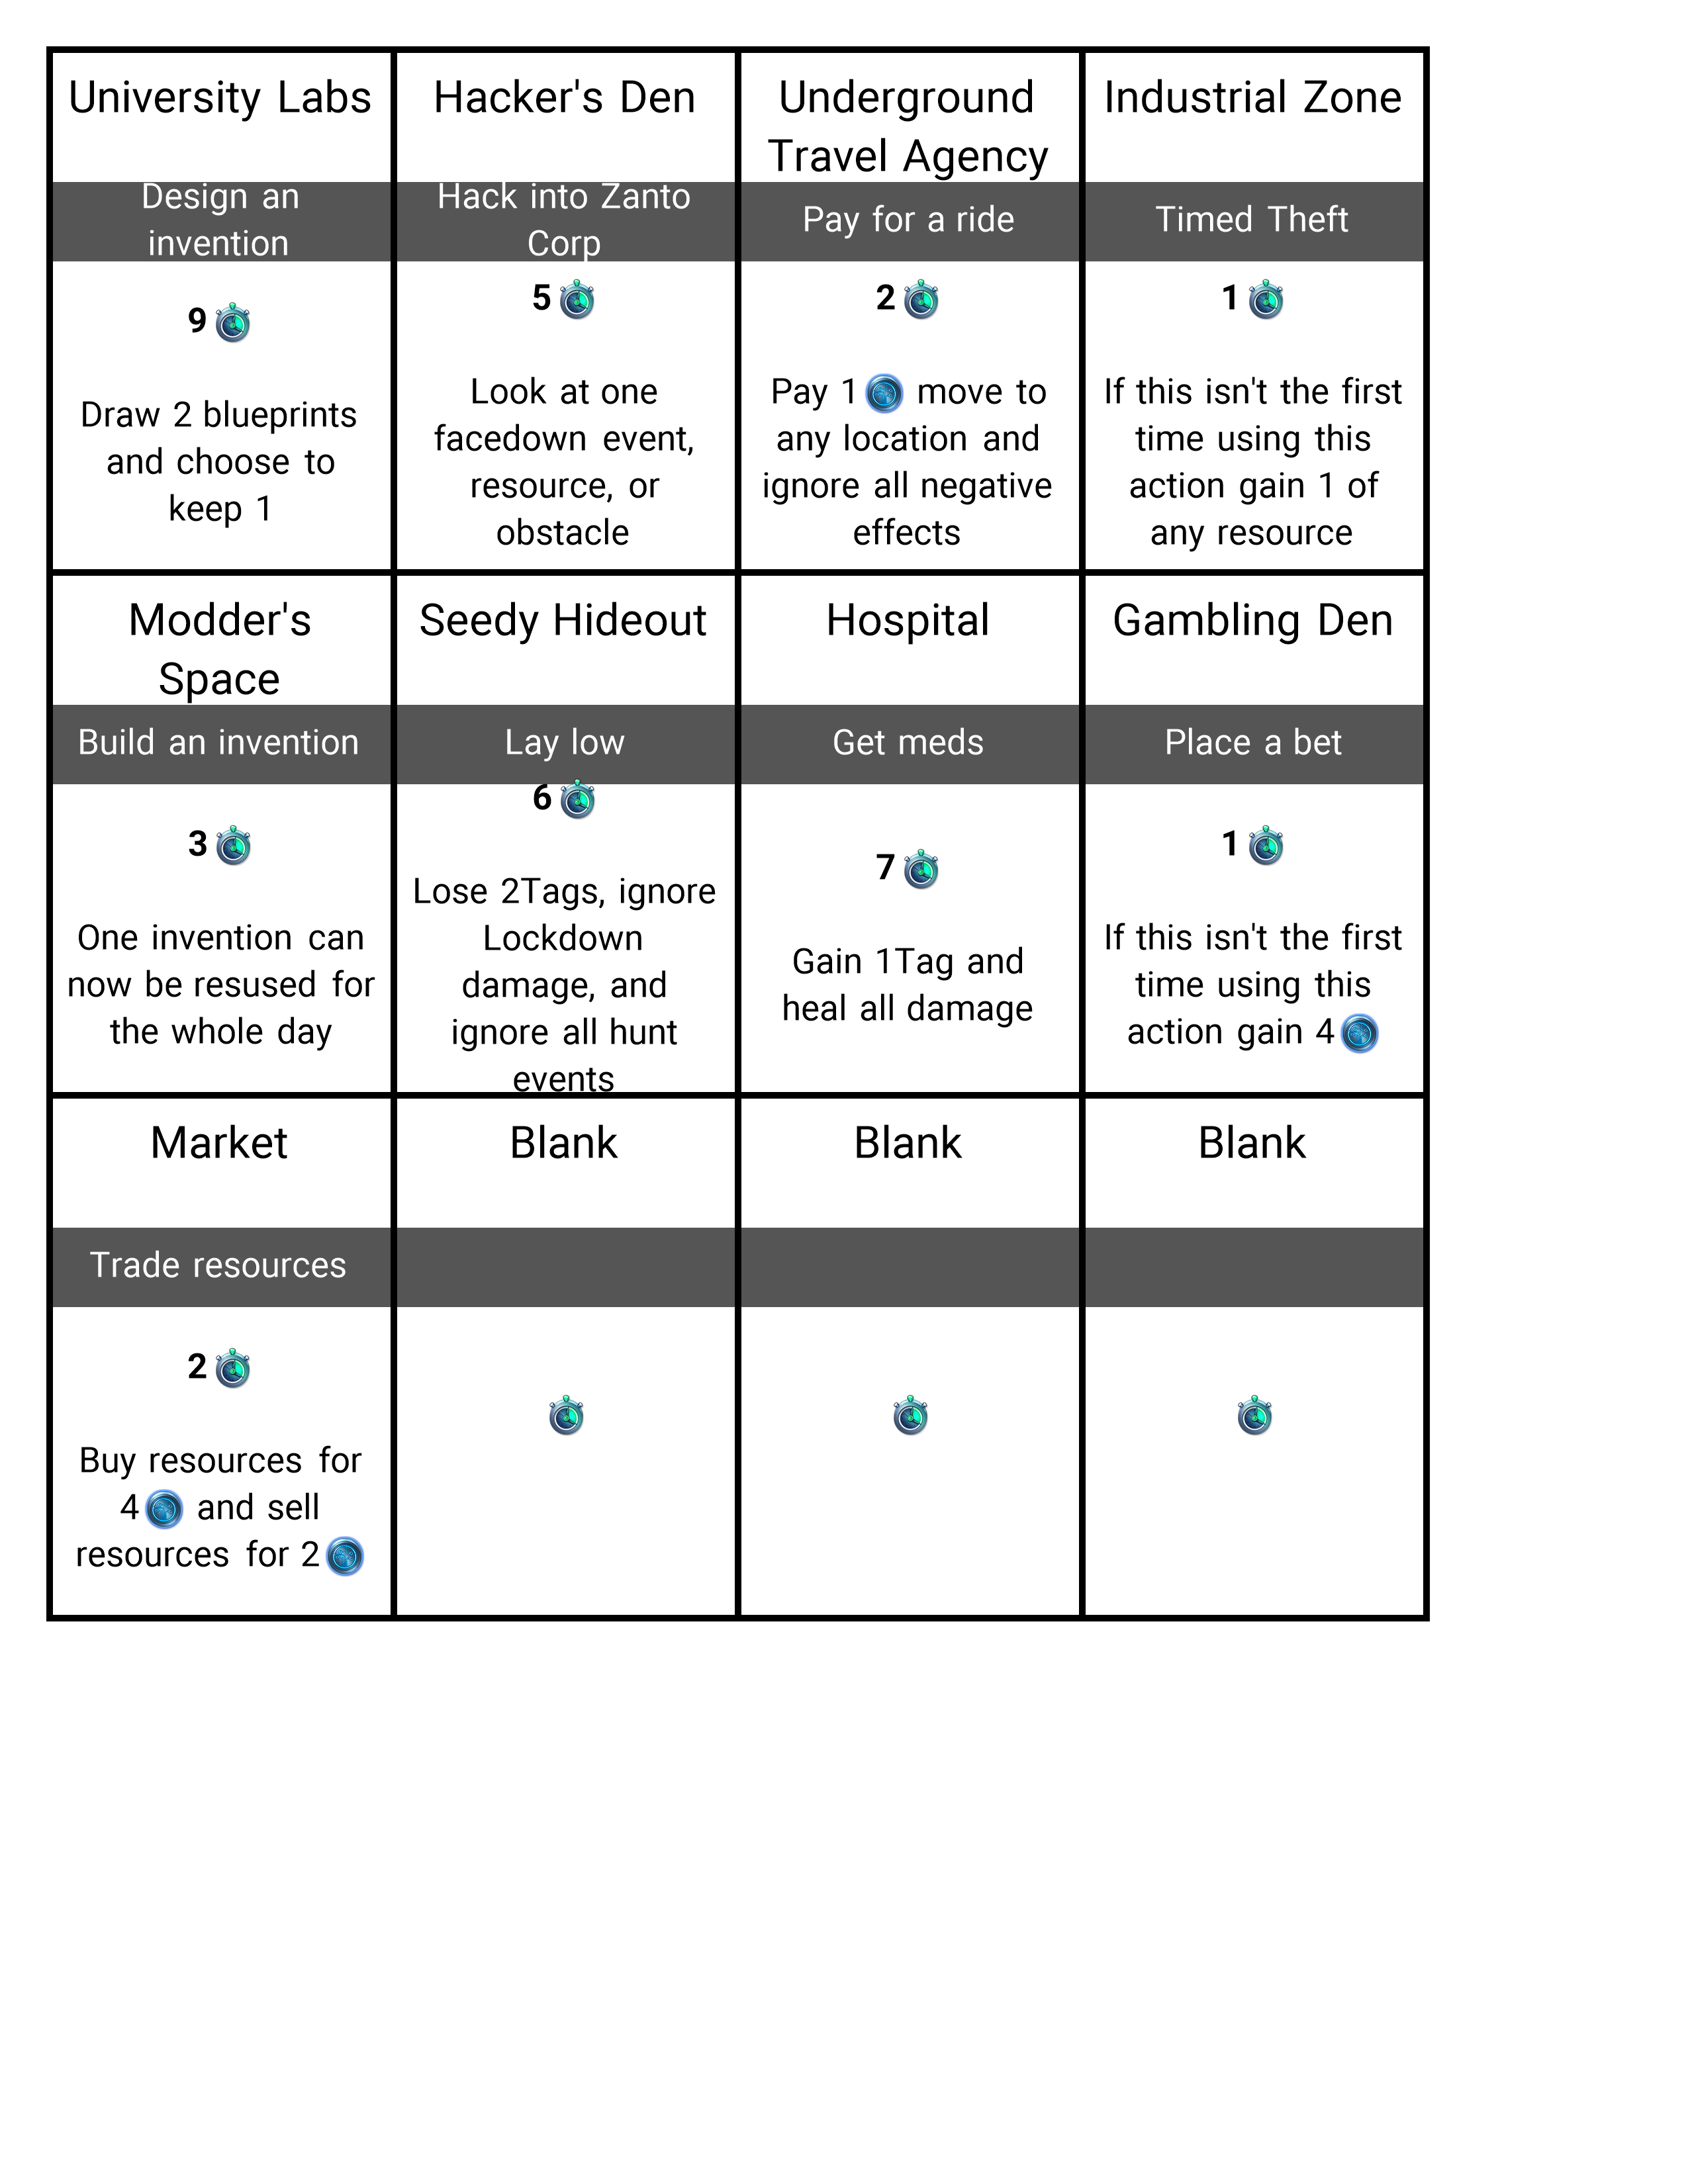 University Labs
Design an
invention
9
Draw 2 blueprints
and choose to
keep 1
Hacker's Den
Hack into Zanto
Corp
5
Look at one
facedown event,
resource, or
obstacle
Underground
Travel Agency
Pay for a ride
2
Pay 1 move to
any location and
ignore all negative
effects
Industrial Zone
Timed Theft
1
If this isn't the first
time using this
action gain 1 of
any resource
Modder's
Space
Build an invention
3
One invention can
now be resused for
the whole day
Seedy Hideout
Lay low
6
Lose 2Tags, ignore
Lockdown
damage, and
ignore all hunt
events
Hospital
Get meds
7
Gain 1Tag and
heal all damage
Gambling Den
Place a bet
1
If this isn't the first
time using this
action gain 4
Market
Trade resources
2
Buy resources for
4 and sell
resources for 2
Blank
Blank
Blank